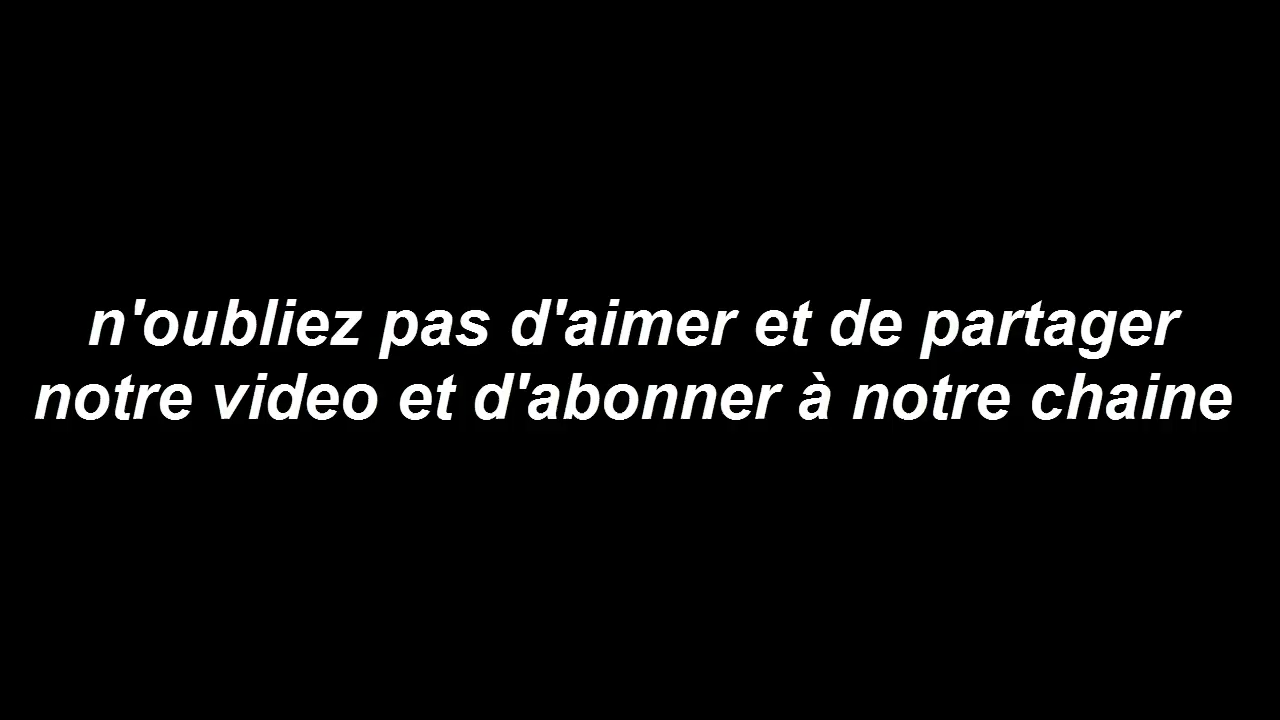 n'oubliez pas d'aimer et de partager
notre video et d'abonner à notre chaine